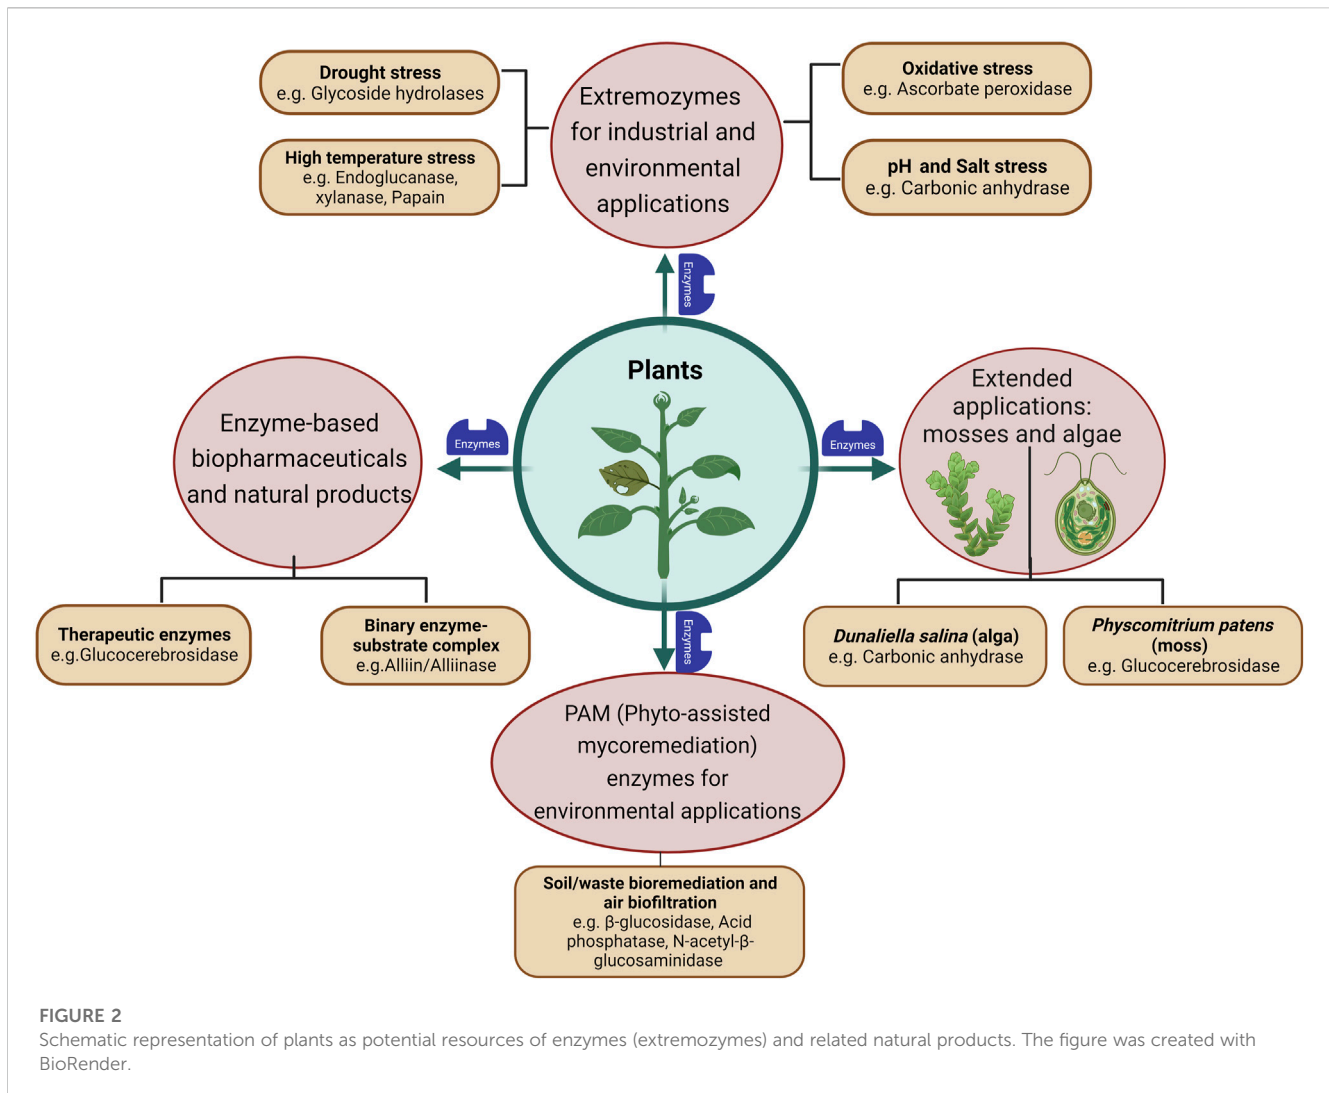 Drought stress
e.g. Glycoside hydrolases
High temperature stress
e.g. Endoglucanase,
xylanase, Papain
Extremozymes
for industrial and
environmental
applications
Oxidative stress
e.g. Ascorbate peroxidase
pH and Salt stress
e.g. Carbonic anhydrase
Enzymes
Plants
Enzyme-based
biopharmaceuticals
and natural products
Enzymes
Enzymes
Extended
applications:
mosses and algae
Therapeutic enzymes
e.g.Glucocerebrosidase
Binary enzyme-
substrate complex
e.g.Alliin/Alliinase
Enzymes
Dunaliella salina (alga)
e.g. Carbonic anhydrase
Physcomitrium patens
(moss)
e.g. Glucocerebrosidase
PAM (Phyto-assisted
mycoremediation)
enzymes for
environmental applications
Soil/waste bioremediation and
air biofiltration
e.g. β-glucosidase, Acid
phosphatase, N-acetyl-β-
glucosaminidase
FIGURE 2
Schematic representation of plants as potential resources of enzymes (extremozymes) and related natural products. The figure was created with
BioRender.